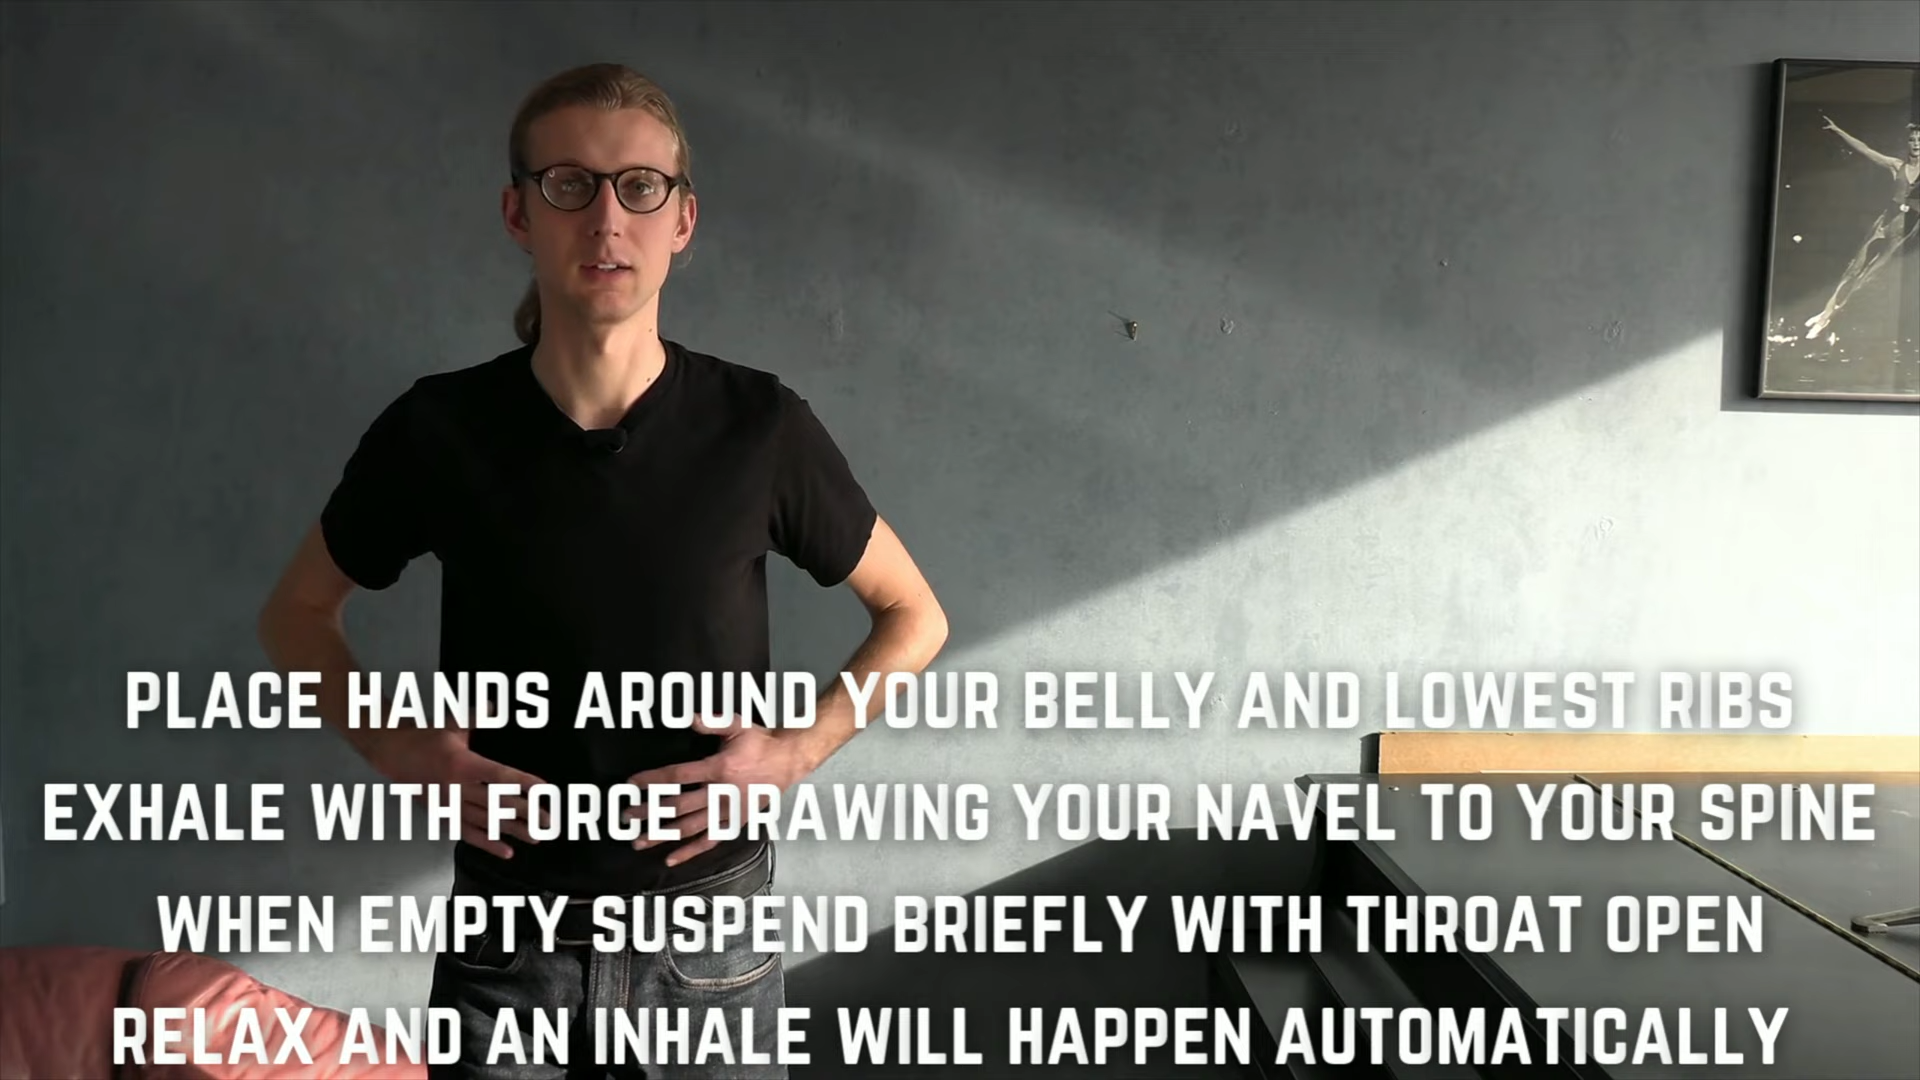 PLACE HANDS AROUND YOUR BELLY AND LOWEST RIBS
EXHALE WITH FORCE DRAWING YOUR NAVEL TO YOUR SPINE
WHEN EMPTY SUSPEND BRIEFLY WITH THROAT OPEN
RELAX AND AN INHALE WILL HAPPEN AUTOMATICALLY